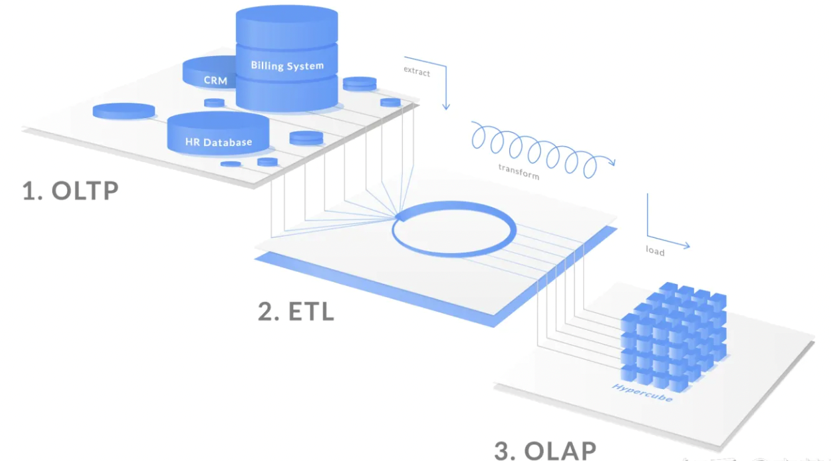 CRM
Billing System
HR Database
extract
1. OLTP
transform
2. ETL
load
Hypercube
3. OLAP